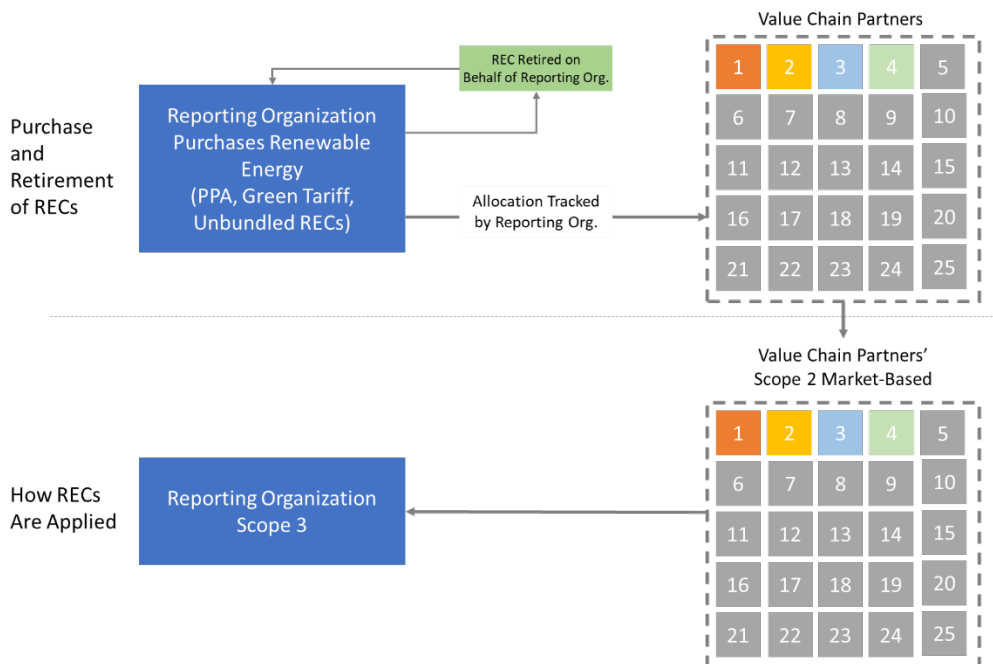 Value Chain Partners
Purchase
and
Retirement
of RECs
Reporting Organization
Purchases Renewable
Energy
(PPA, Green Tariff,
Unbundled RECs)
REC Retired on
Behalf of Reporting Org.
Allocation Tracked
by Reporting Org.
1 2 3 4 5
6 7 8 9 10
11 12 13 14 15
16 17 18 19 20
21 22 23 24 25
Value Chain Partners’
Scope 2 Market-Based
How RECs
Are Applied
Reporting Organization
Scope 3
1 2 3 4 5
6 7 8 9 10
11 12 13 14 15
16 17 18 19 20
21 22 23 24 25